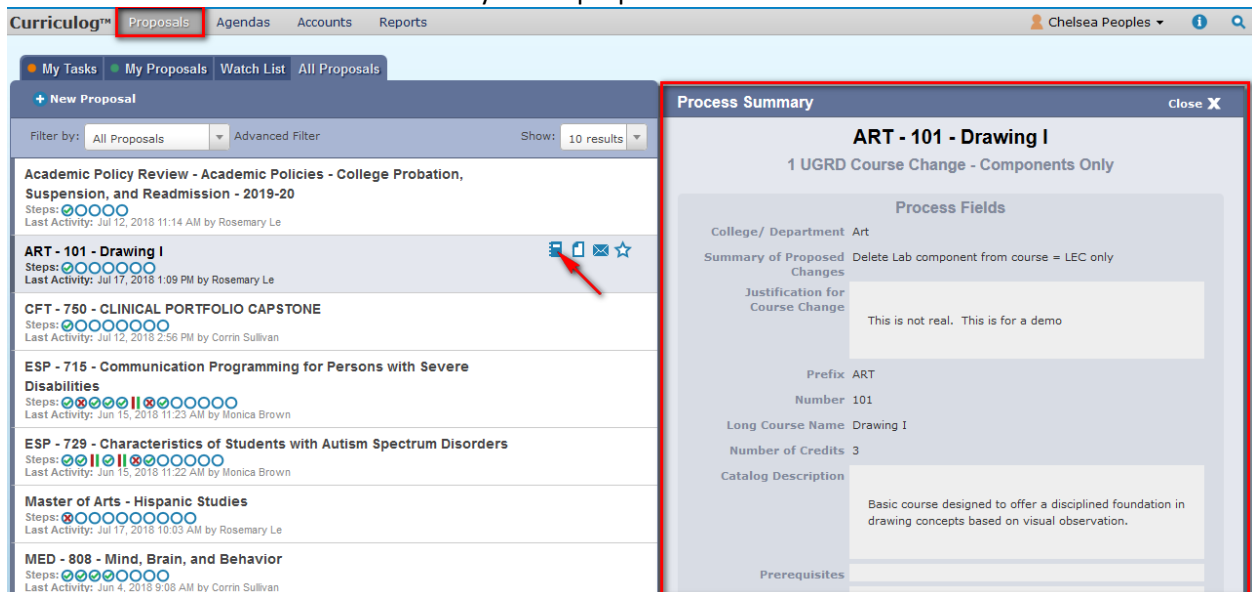 Curriculog™ Proposals Agendas Accounts Reports Chelsea Peoples
My Tasks My Proposals Watch List All Proposals
New Proposal
Filter by: All Proposals Advanced Filter Show: 10 results
Academic Policy Review - Academic Policies - College Probation,
Suspension, and Readmission - 2019-20
Steps:
Last Activity: Jul 12, 2018 11:14 AM by Rosemary Le
ART - 101 - Drawing I
Steps:
Last Activity: Jul 17, 2018 1:09 PM by Rosemary Le
CFT - 750 - CLINICAL PORTFOLIO CAPSTONE
Steps:
Last Activity: Jul 12, 2018 2:56 PM by Corrin Sullivan
ESP - 715 - Communication Programming for Persons with Severe
Disabilities
Steps:
Last Activity: Jun 15, 2018 11:23 AM by Monica Brown
ESP - 729 - Characteristics of Students with Autism Spectrum Disorders
Steps:
Last Activity: Jun 15, 2018 11:22 AM by Monica Brown
Master of Arts - Hispanic Studies
Steps:
Last Activity: Jul 17, 2018 10:03 AM by Rosemary Le
MED - 808 - Mind, Brain, and Behavior
Steps:
Last Activity: Jun 4, 2018 9:08 AM by Corrin Sullivan
Process Summary Close X
ART - 101 - Drawing I
1 UGRD Course Change - Components Only
Process Fields
College/ Department Art
Summary of Proposed Delete Lab component from course = LEC only
Changes
Justification for
Course Change
This is not real. This is for a demo
Prefix ART
Number 101
Long Course Name Drawing I
Number of Credits 3
Catalog Description
Basic course designed to offer a disciplined foundation in
drawing concepts based on visual observation.
Prerequisites